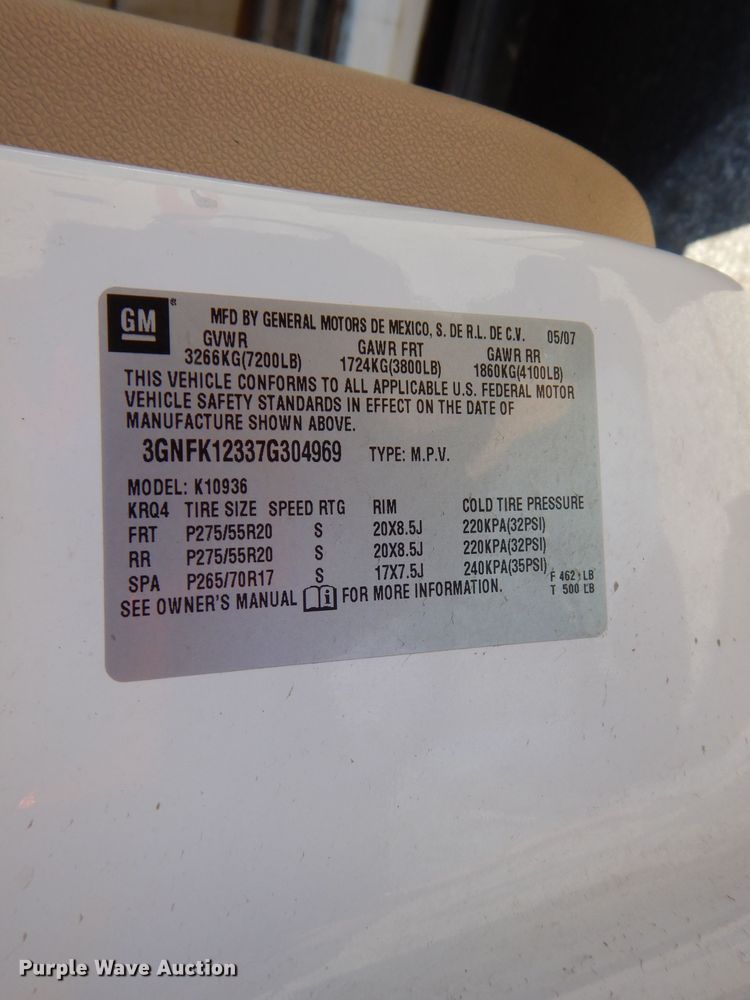 GM ® MFD BY GENERAL MOTORS DE MEXICO, S. DE R.L. DE C.V. 05/07
GVWR GAWR FRT GAWR RR
3266KG(7200LB) 1724KG(3800LB) 1860KG(4100LB)
THIS VEHICLE CONFORMS TO ALL APPLICABLE U.S. FEDERAL MOTOR
VEHICLE SAFETY STANDARDS IN EFFECT ON THE DATE OF
MANUFACTURE SHOWN ABOVE.
3GNFK12337G304969 TYPE: M.P.V.
MODEL: K10936
KRQ4 TIRE SIZE SPEED RTG RIM COLD TIRE PRESSURE
FRT P275/55R20 S 20X8.5J 220KPA(32PSI)
RR P275/55R20 S 20X8.5J 220KPA(32PSI)
SPA P265/70R17 S 17X7.5J 240KPA(35PSI)
F LB
T 500 LB
SEE OWNER'S MANUAL i FOR MORE INFORMATION.
Purple Wave Auction